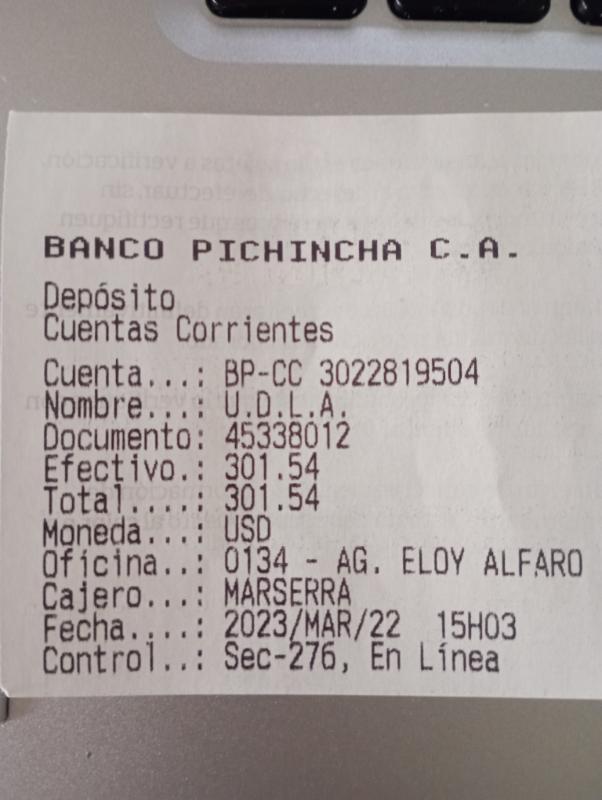 BANCO PICHINCHA C.A.
Depósito
Cuentas Corrientes
Cuenta...: BP-CC 3022819504
Nombre...: U.D.L.A.
Documento: 45338012
Efectivo.: 301.54
Total....: 301.54
Moneda...: USD
Oficina..: 0134 - AG. ELOY ALFARO
Cajero...: MARSERRA
Fecha....: 2023/MAR/22  15H03
Control..: Sec-276, En Línea